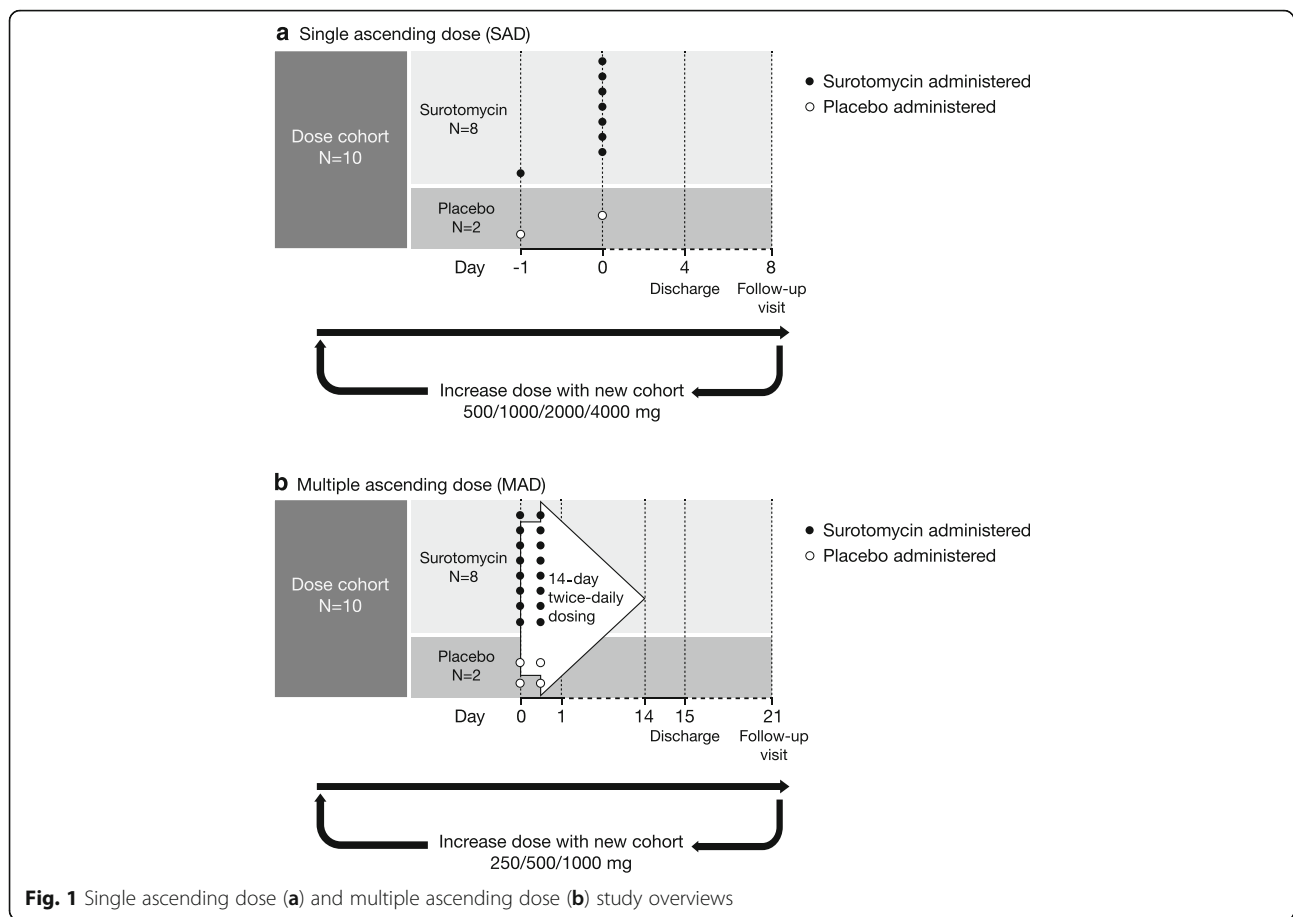 a Single ascending dose (SAD)
Dose cohort
N=10
Surotomycin
N=8
Placebo
N=2
Surotomycin administered
Placebo administered
Day -1 0 4 8
Discharge Follow-up
visit
Increase dose with new cohort
500/1000/2000/4000 mg
b Multiple ascending dose (MAD)
Dose cohort
N=10
Surotomycin
N=8
Placebo
N=2
14-day
twice-daily
dosing
Surotomycin administered
Placebo administered
Day 0 1 14 15 21
Discharge Follow-up
visit
Increase dose with new cohort
250/500/1000 mg
Fig. 1 Single ascending dose (a) and multiple ascending dose (b) study overviews